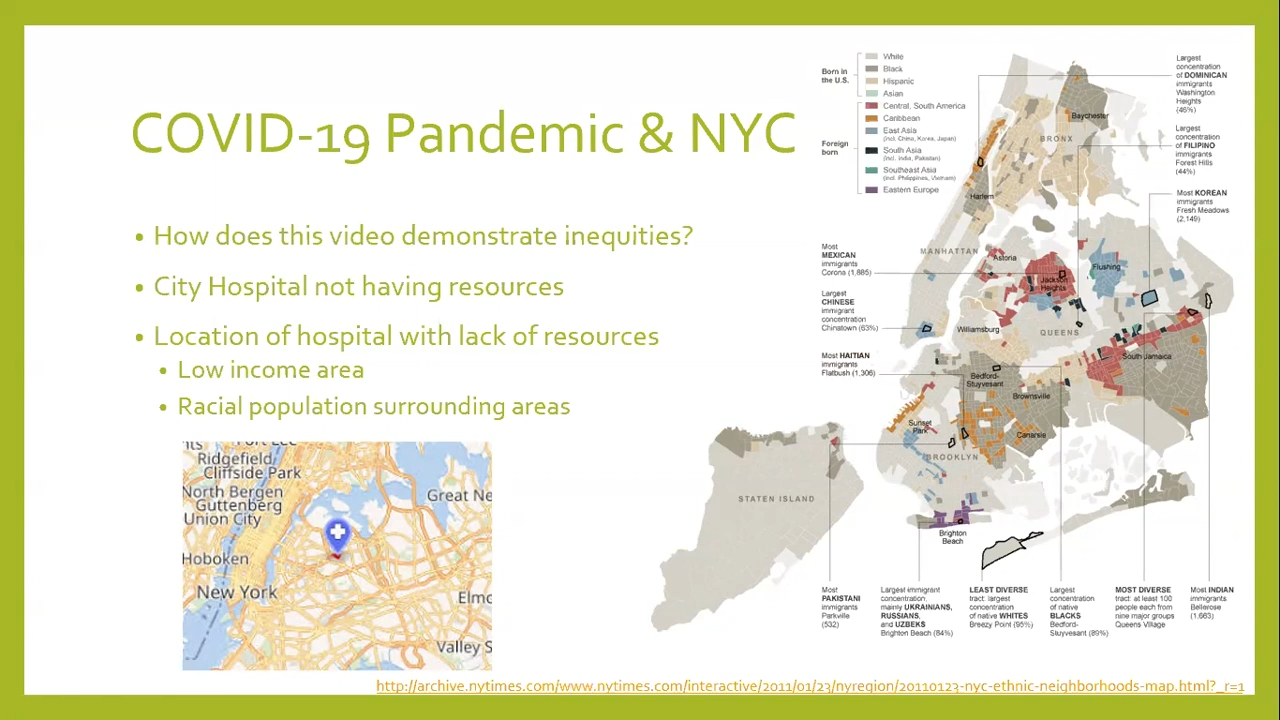 COVID-19 Pandemic & NYC
• How does this video demonstrate inequities?
• City Hospital not having resources
• Location of hospital with lack of resources
• Low income area
• Racial population surrounding areas
Fort Lee
Ridgefield
Cliffside Park
North Bergen
Guttenberg
Union City
Great Ne
Hoboken
New York
Elmo
Valley S
Born in
the U.S.
White
Black
Hispanic
Asian
Foreign
born
Central, South America
Caribbean
East Asia
(incl. China, Korea, Japan)
South Asia
(incl. India, Pakistan)
Southeast Asia
(incl. Philippines, Vietnam)
Eastern Europe
Largest
concentration
of DOMINICAN
immigrants
Washington
Heights
(46%)
Largest
concentration
of FILIPINO
immigrants
Forest Hills
(44%)
Most KOREAN
immigrants
Fresh Meadows
(2,149)
Most
MEXICAN
immigrants
Corona (1,885)
Largest
CHINESE
immigrant
concentration
Chinatown (63%)
Most HAITIAN
immigrants
Flatbush (1,306)
Baychester
BRONX
Harlem
MANHATTAN
Astoria
Jackson
Heights
Flushing
Williamsburg
QUEENS
South Jamaica
Bedford-
Stuyvesant
Brownsville
Sunset
Park
Canarsie
BROOKLYN
STATEN ISLAND
Brighton
Beach
Most
PAKISTANI
immigrants
Parkville
(532)
Largest immigrant
concentration,
mainly UKRAINIANS,
RUSSIANS,
and UZBEKS
Brighton Beach (84%)
LEAST DIVERSE
tract: largest
concentration
of native WHITES
Breezy Point (95%)
Largest
concentration
of native
BLACKS
Bedford-
Stuyvesant (89%)
MOST DIVERSE
tract: at least 100
people each from
nine major groups
Queens Village
Most INDIAN
immigrants
Bellerose
(1,663)
http://archive.nytimes.com/www.nytimes.com/interactive/2011/01/23/nyregion/20110123-nyc-ethnic-neighborhoods-map.html?_r=1